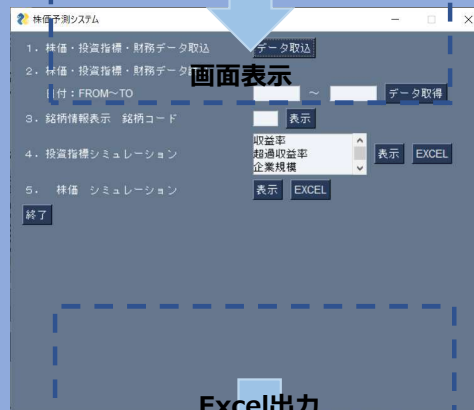 株価予測システム
1. 株価・投資指標・財務データ取込 データ取込
2. 株価・投資指標・財務データ
画面表示
日付：FROM～TO ～ データ取得
3. 銘柄情報表示 銘柄コード 表示
収益率
4. 投資指標シミュレーション 超過収益率 表示 EXCEL
企業規模
5. 株価 シミュレーション 表示 EXCEL
終了
Excel出力